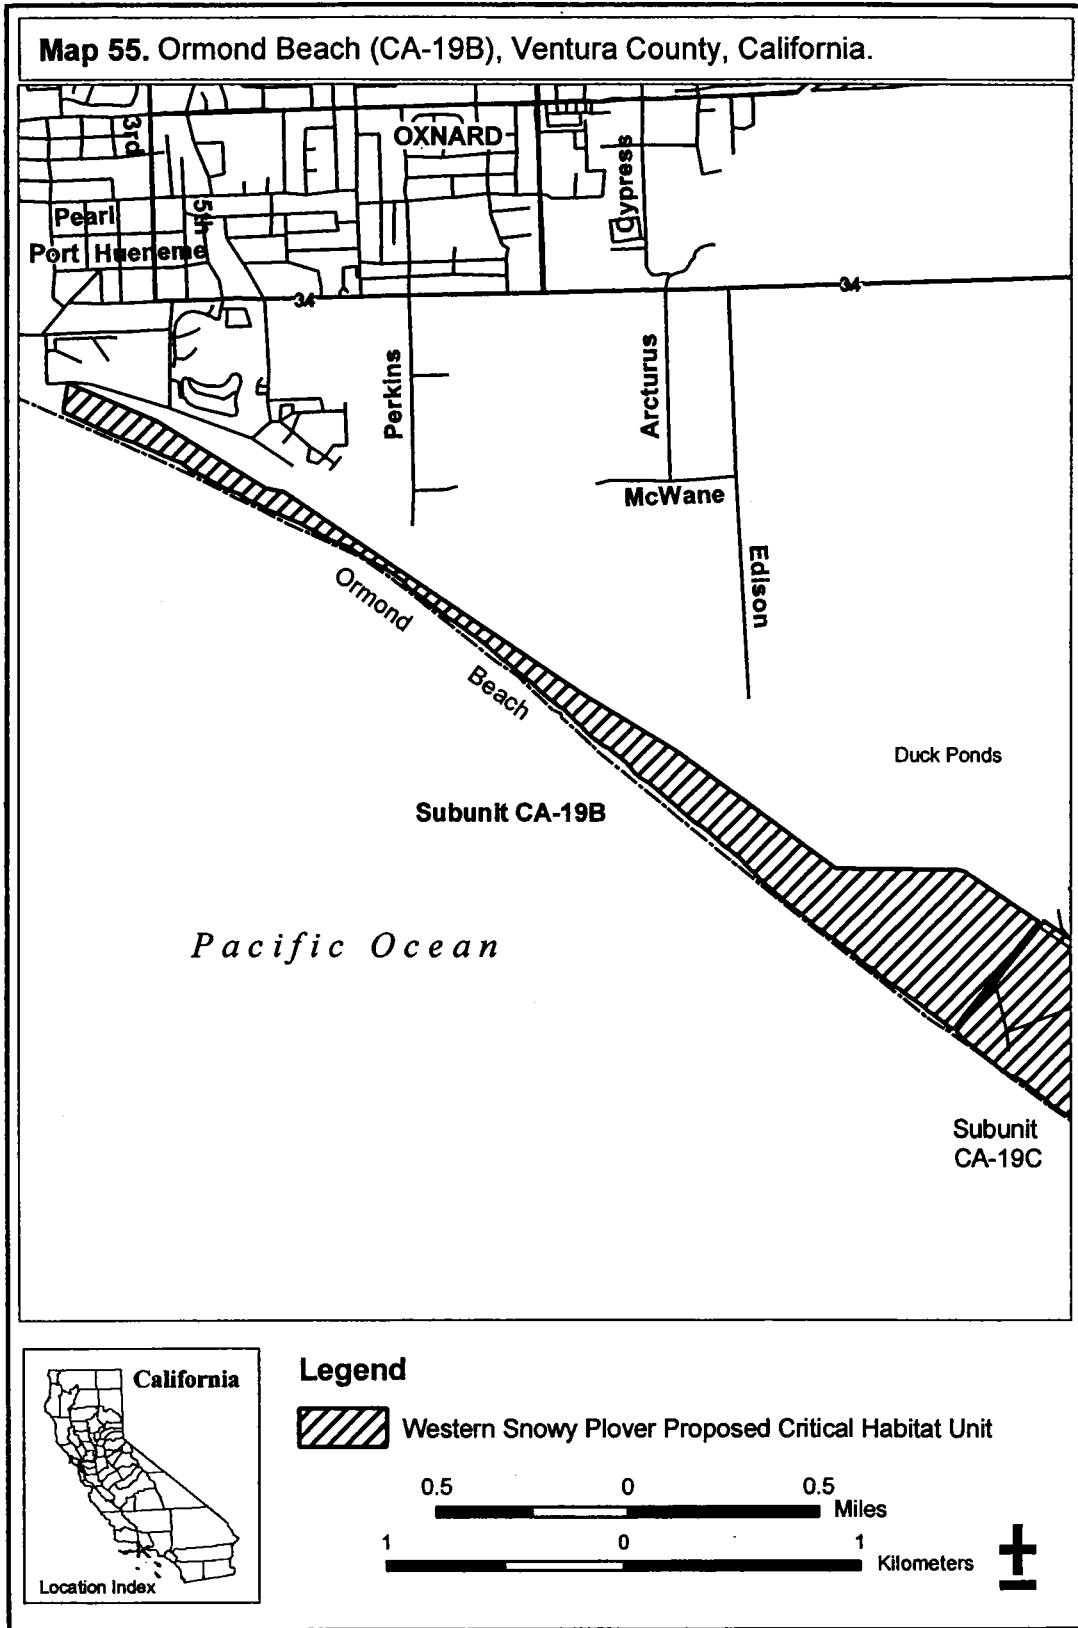 Map 55. Ormond Beach (CA-19B), Ventura County, California.
3rd
OXNARD
Cypress
Pearl
5th
Port Hueneme
34
34
Perkins
Arcturus
McWane
Edison
Ormond
Beach
Duck Ponds
Subunit CA-19B
Pacific Ocean
Subunit
CA-19C
California
Location Index
Legend
Western Snowy Plover Proposed Critical Habitat Unit
0.5 0 0.5
Miles
1 0 1
Kilometers